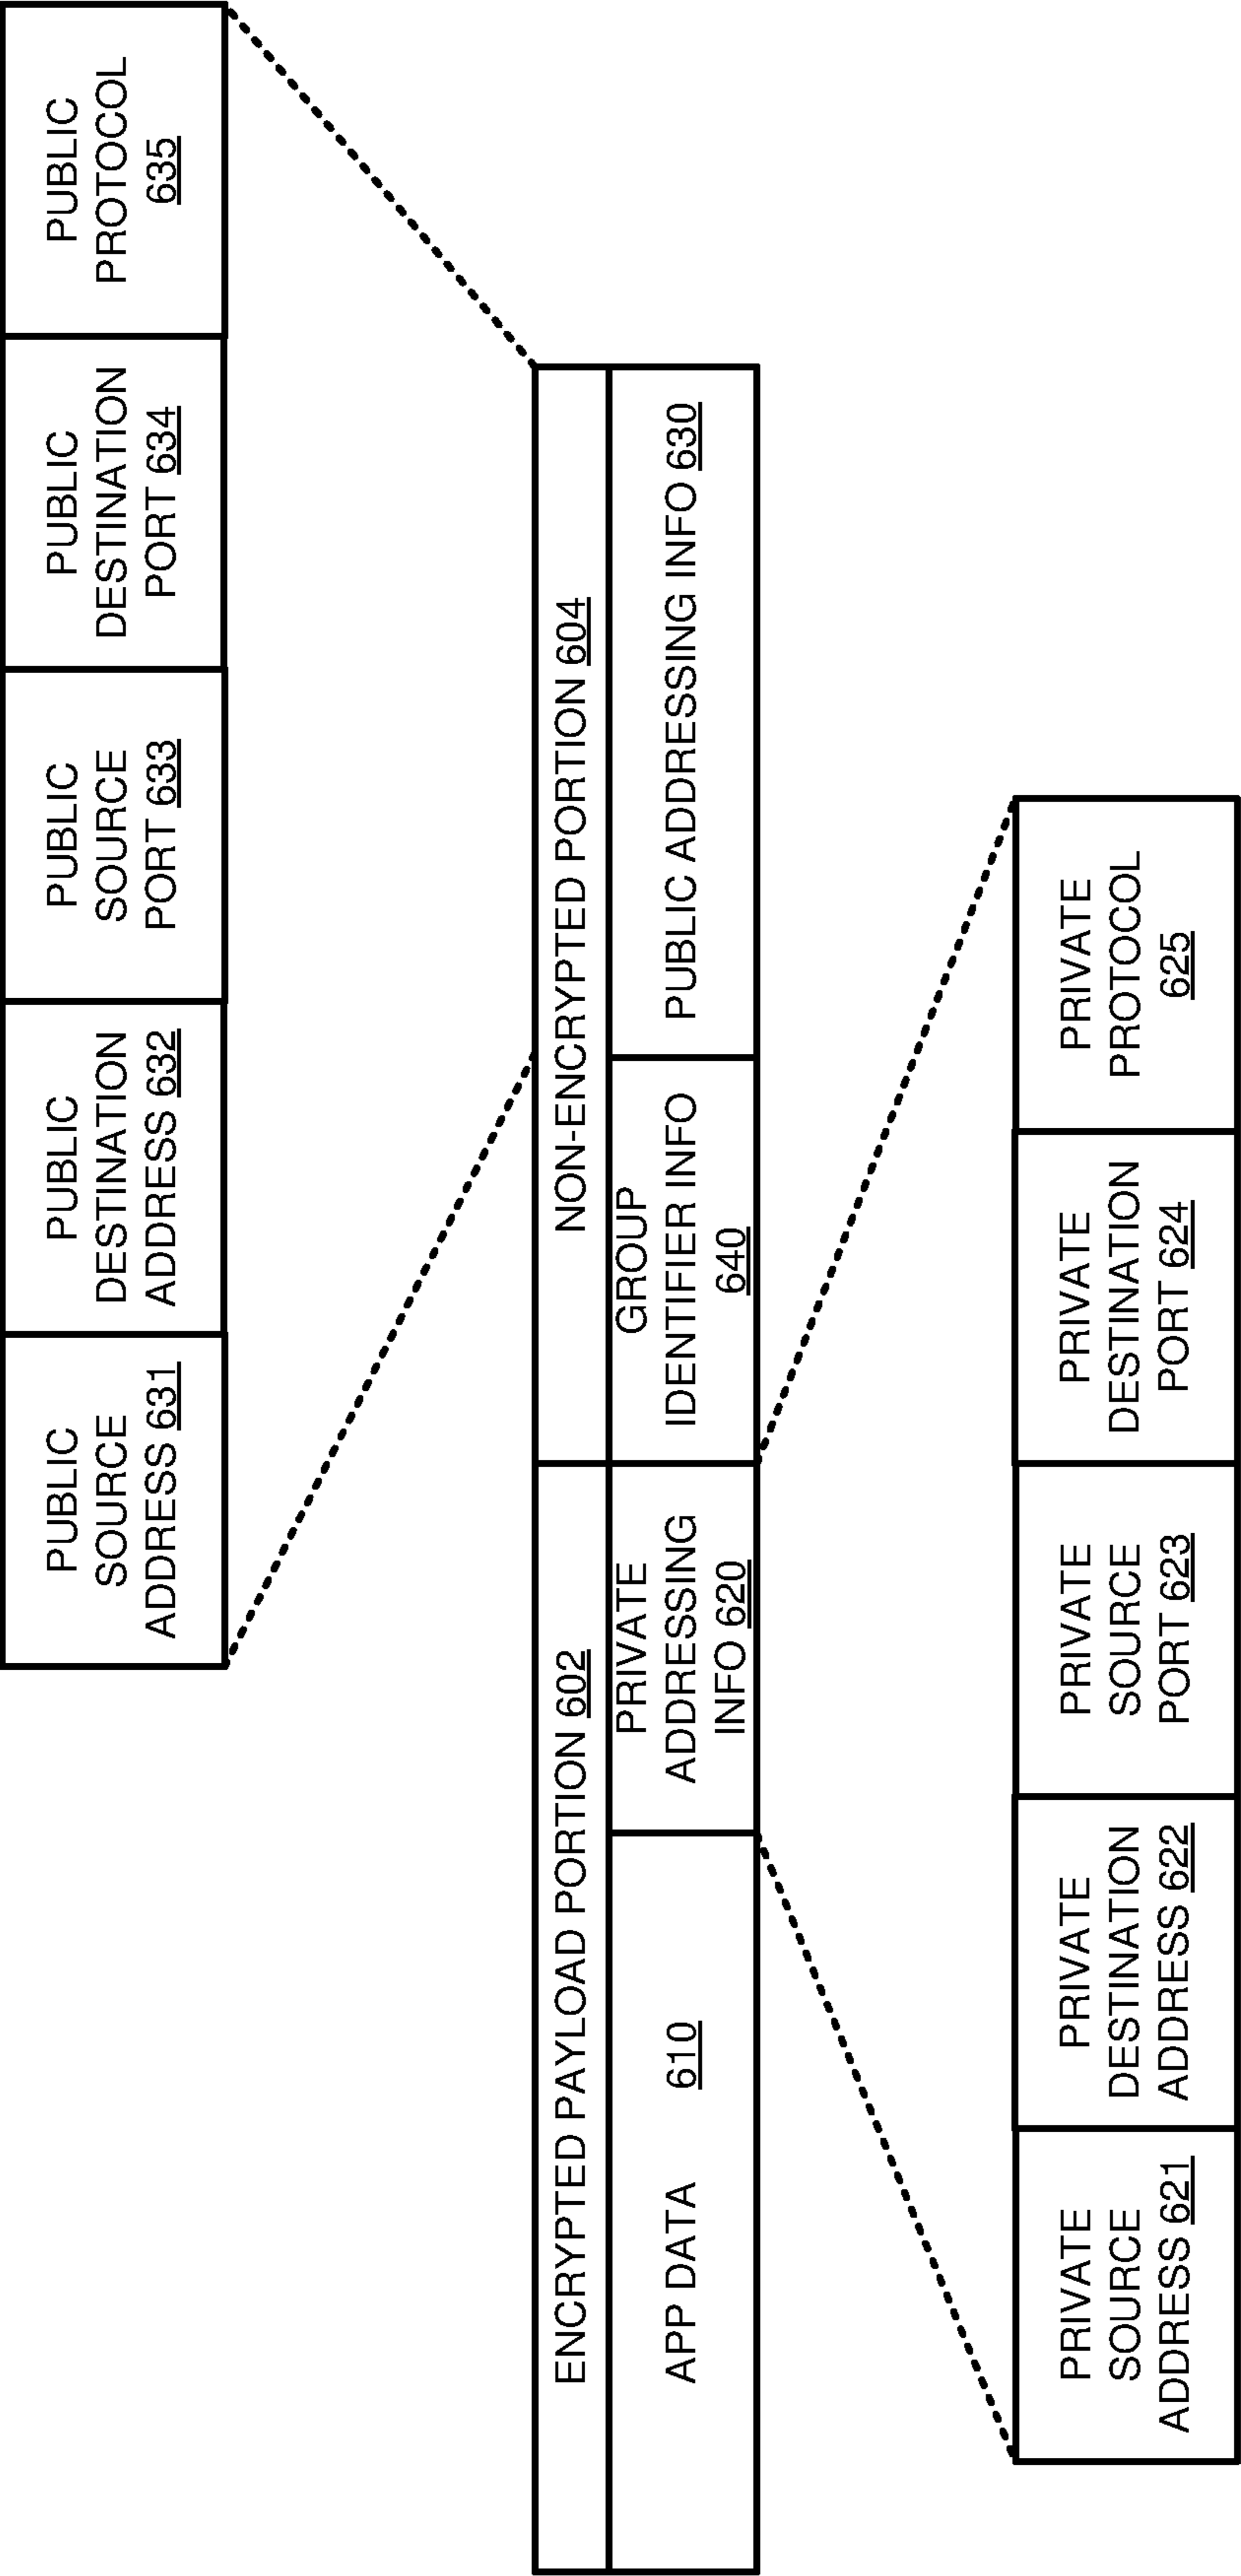 PUBLIC
SOURCE
ADDRESS 631
PUBLIC
DESTINATION
ADDRESS 632
PUBLIC
SOURCE
PORT 633
PUBLIC
DESTINATION
PORT 634
PUBLIC
PROTOCOL
635
ENCRYPTED PAYLOAD PORTION 602
NON-ENCRYPTED PORTION 604
APP DATA 610
PRIVATE
ADDRESSING
INFO 620
GROUP
IDENTIFIER INFO
640
PUBLIC ADDRESSING INFO 630
PRIVATE
SOURCE
ADDRESS 621
PRIVATE
DESTINATION
ADDRESS 622
PRIVATE
SOURCE
PORT 623
PRIVATE
DESTINATION
PORT 624
PRIVATE
PROTOCOL
625